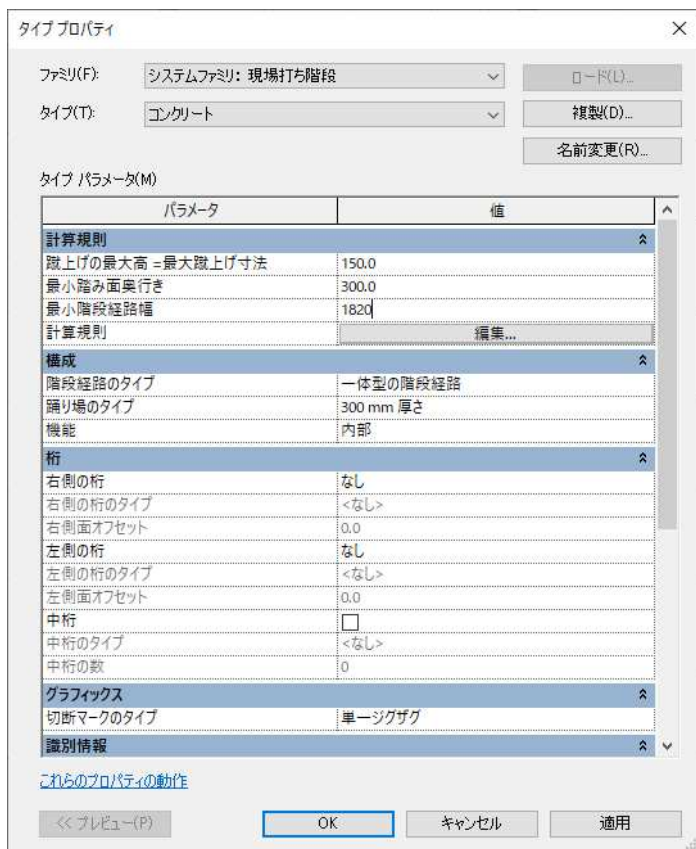 タイプ プロパティ
ファミリ(F): システムファミリ: 現場打ち階段 ロード(L)...
タイプ(T): コンクリート 複製(D)...
名前変更(R)...
タイプ パラメータ(M)
パラメータ 値
計算規則
蹴上げの最大高 =最大蹴上げ寸法 150.0
最小踏み面奥行き 300.0
最小階段経路幅 1820
計算規則 編集...
構成
階段経路のタイプ 一体型の階段経路
踊り場のタイプ 300 mm 厚さ
機能 内部
桁
右側の桁 なし
右側の桁のタイプ <なし>
右側面オフセット 0.0
左側の桁 なし
左側の桁のタイプ <なし>
左側面オフセット 0.0
中桁
中桁のタイプ <なし>
中桁の数 0
グラフィックス
切断マークのタイプ 単一ジグザグ
識別情報
これらのプロパティの動作
<< プレビュー(P) OK キャンセル 適用